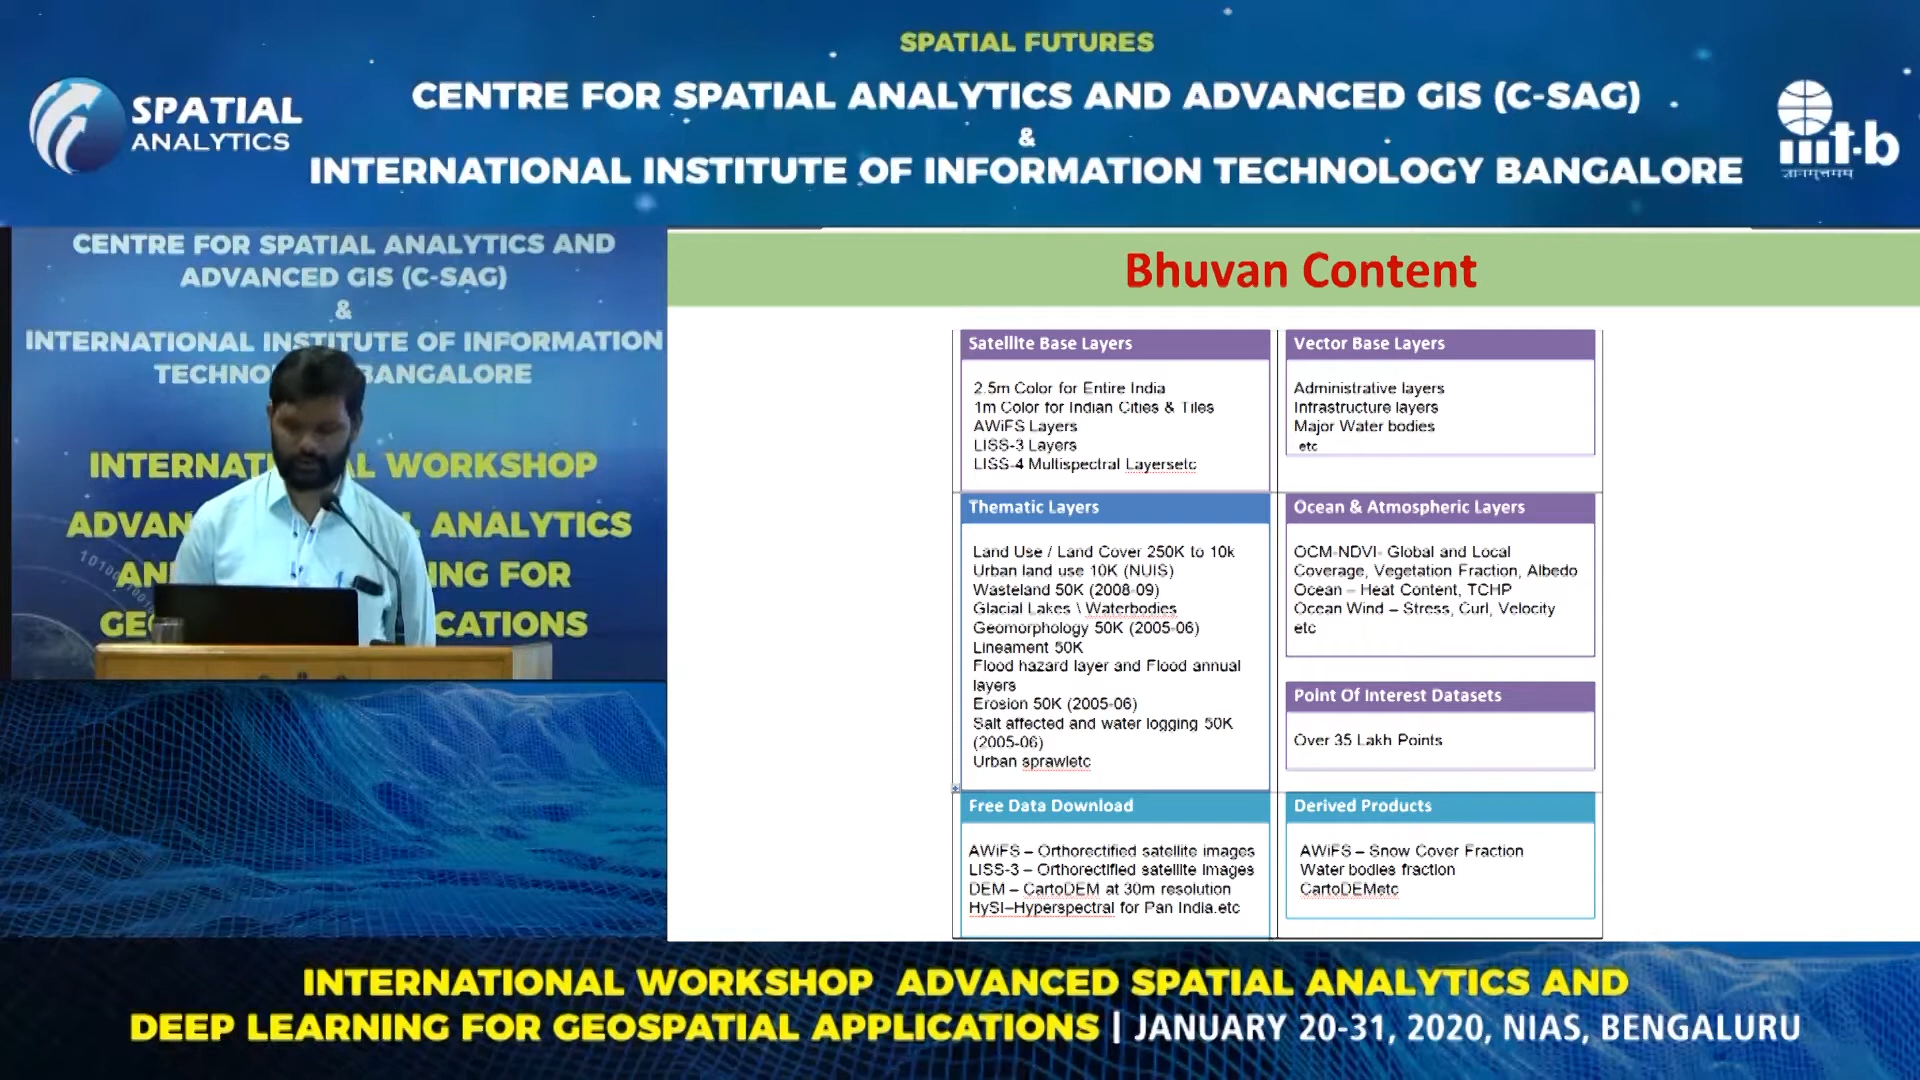 SPATIAL FUTURES
CENTRE FOR SPATIAL ANALYTICS AND ADVANCED GIS (C-SAG)
&
INTERNATIONAL INSTITUTE OF INFORMATION TECHNOLOGY BANGALORE
SPATIAL
ANALYTICS
iiit-b
CENTRE FOR SPATIAL ANALYTICS AND
ADVANCED GIS (C-SAG)
&
INTERNATIONAL INSTITUTE OF INFORMATION
BANGALORE
WORKSHOP
ANALYTICS
FOR
Bhuvan Content
Satellite Base Layers
2.5m Color for Entire India
1m Color for Indian Cities & Tiles
AWiFS Layers
LISS-3 Layers
LISS-4 Multispectral Layersetc
Vector Base Layers
Administrative layers
Infrastructure layers
Major Water bodies
etc
Thematic Layers
Land Use / Land Cover 250K to 10k
Urban land use 10K (NUIS)
Wasteland 50K (2008-09)
Glacial Lakes \ Waterbodies
Geomorphology 50K (2005-06)
Lineament 50K
Flood hazard layer and Flood annual
layers
Erosion 50K (2005-06)
Salt affected and water logging 50K
(2005-06)
Urban sprawletc
Ocean & Atmospheric Layers
OCM-NDVI- Global and Local
Coverage, Vegetation Fraction, Albedo
Ocean – Heat Content, TCHP
Ocean Wind – Stress, Curl, Velocity
etc
Point Of Interest Datasets
Over 35 Lakh Points
Free Data Download
AWiFS – Orthorectified satellite images
LISS-3 – Orthorectified satellite Images
DEM – CartoDEM at 30m resolution
HySI–Hyperspectral for Pan India.etc
Derived Products
AWiFS – Snow Cover Fraction
Water bodies fraction
CartoDEMetc
INTERNATIONAL WORKSHOP ADVANCED SPATIAL ANALYTICS AND
DEEP LEARNING FOR GEOSPATIAL APPLICATIONS | JANUARY 20-31, 2020, NIAS, BENGALURU